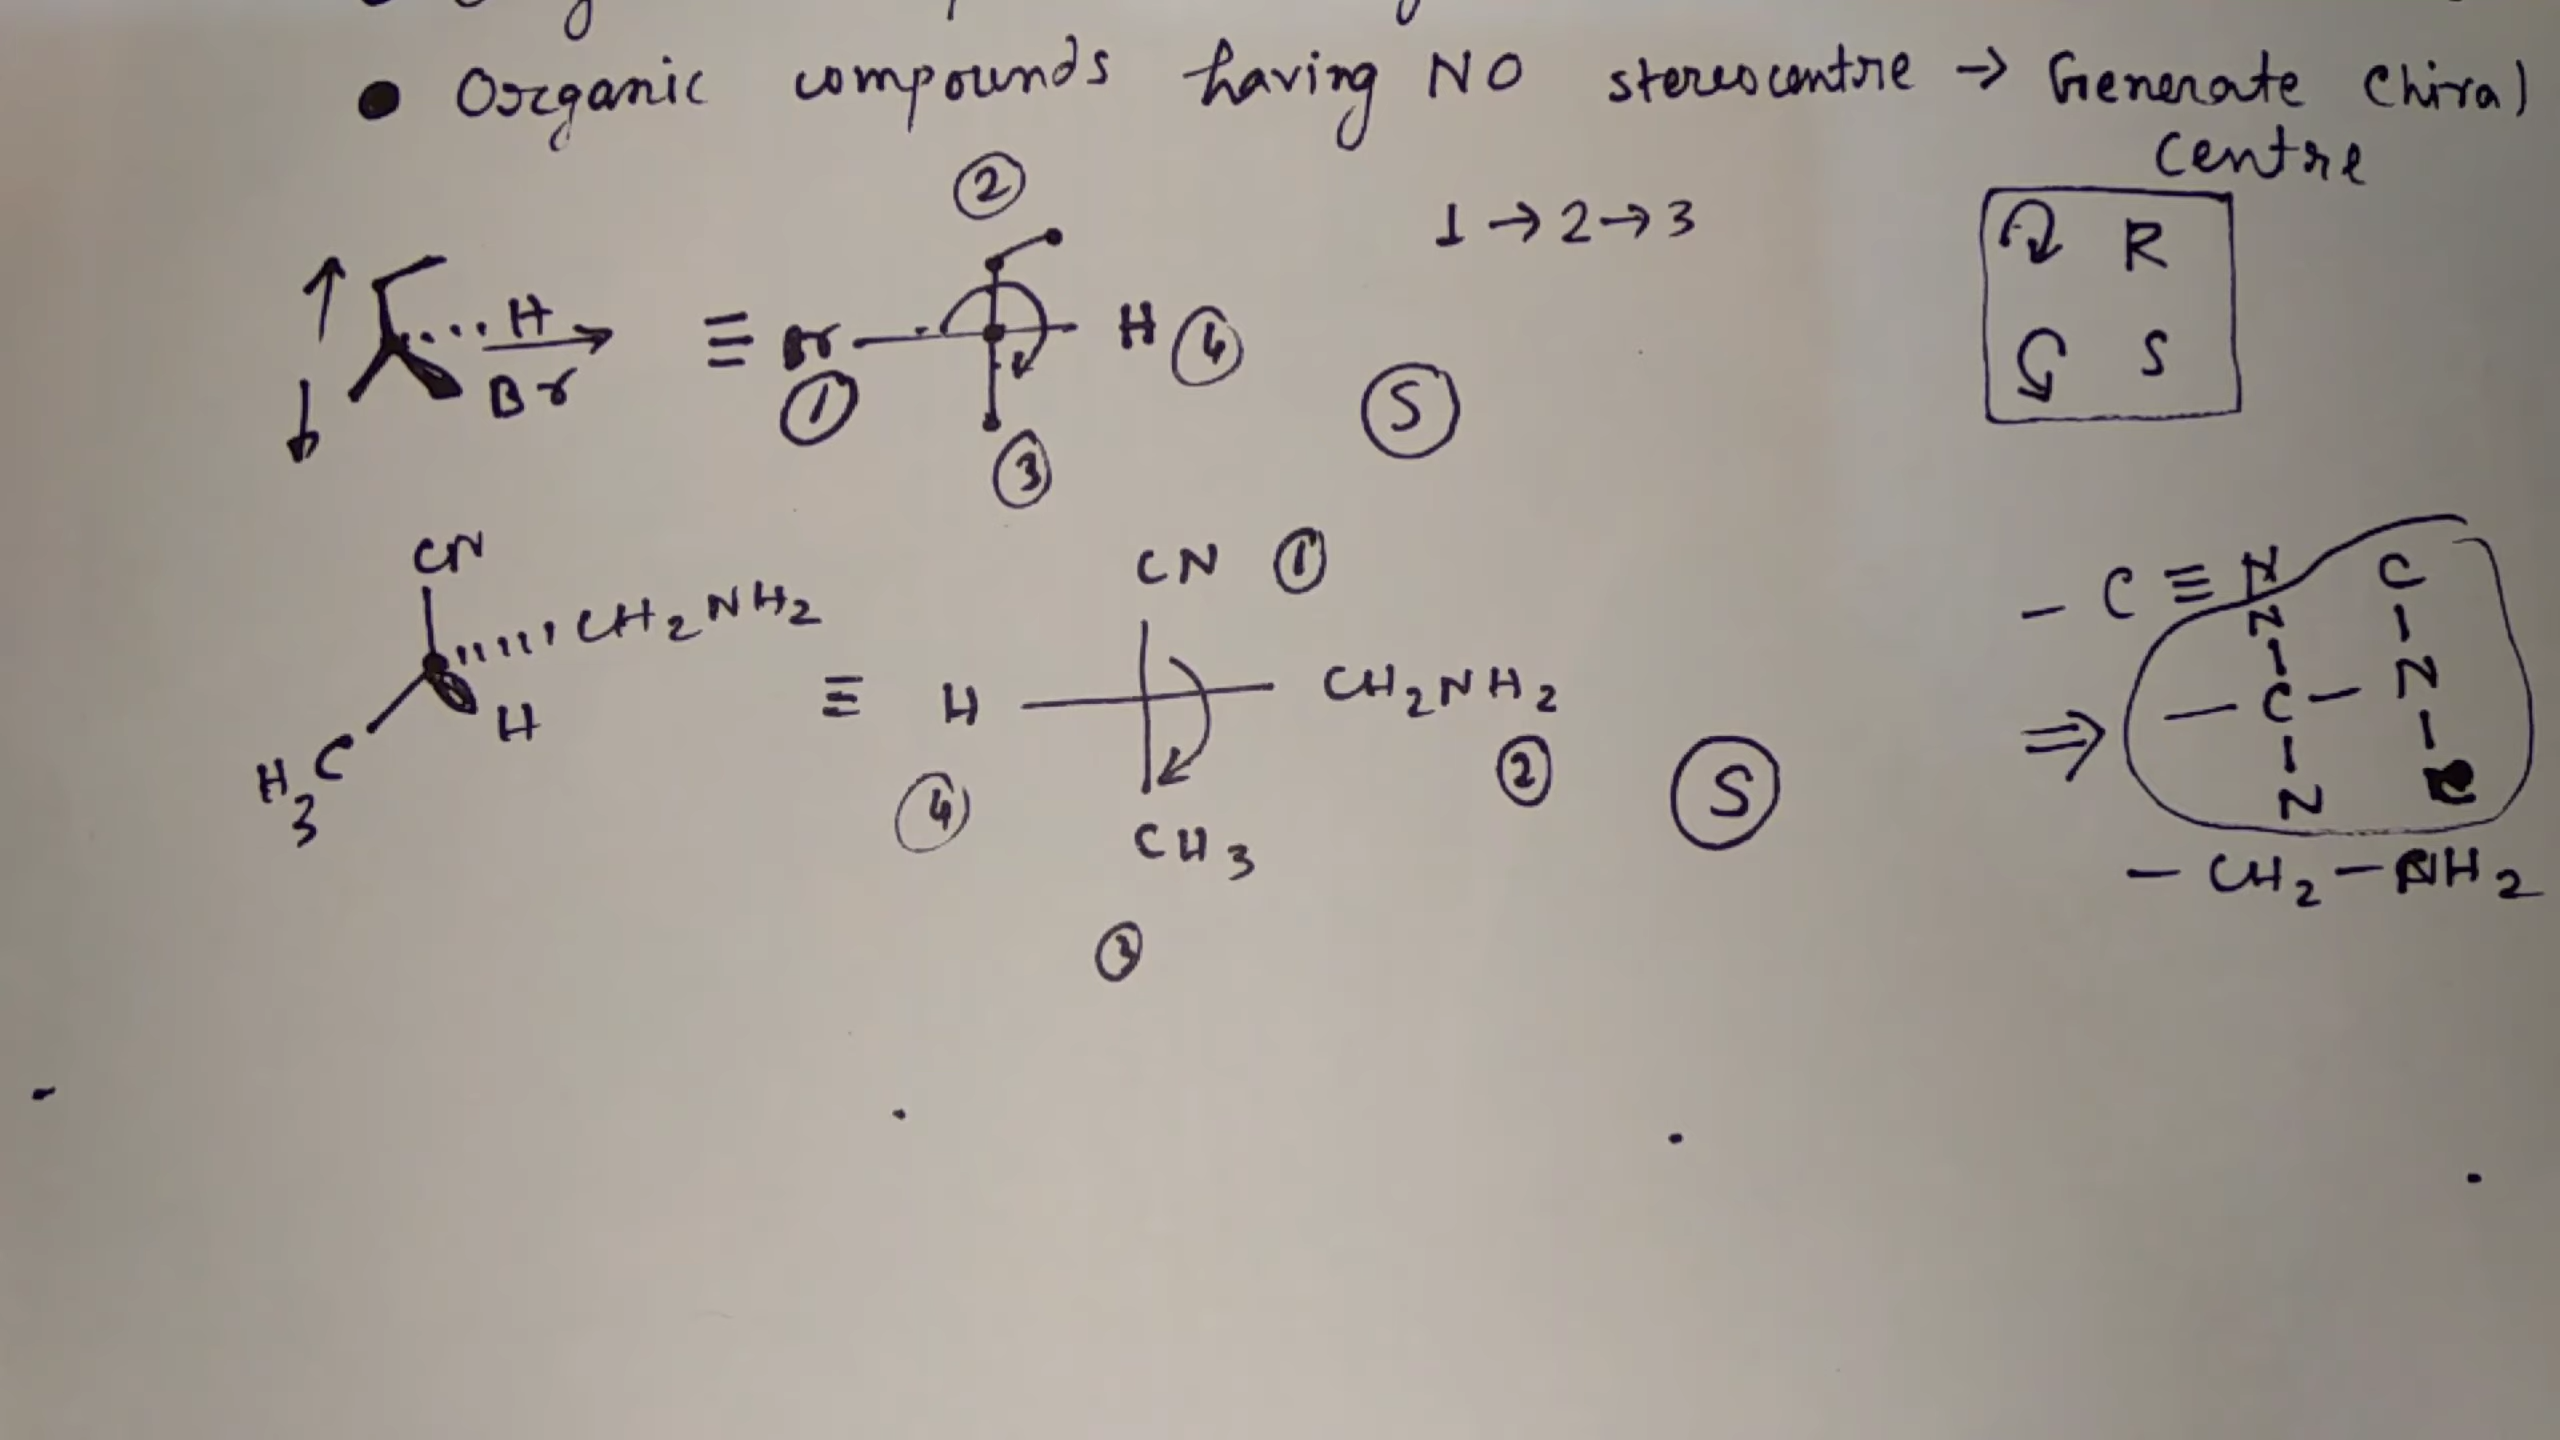 ● Organic compounds having NO stereocentre → Generate Chiral
centre
②
1 → 2 → 3
R
H
Br
≡ Br H ④
①
S
Ⓢ
③
CN
CH2NH2
H
H3C
CN ①
≡ H CH2NH2
④ ②
CH3
③
Ⓢ
- C ≡ N
C
N
N
⇒ - C -
N
C
- CH2 - NH2